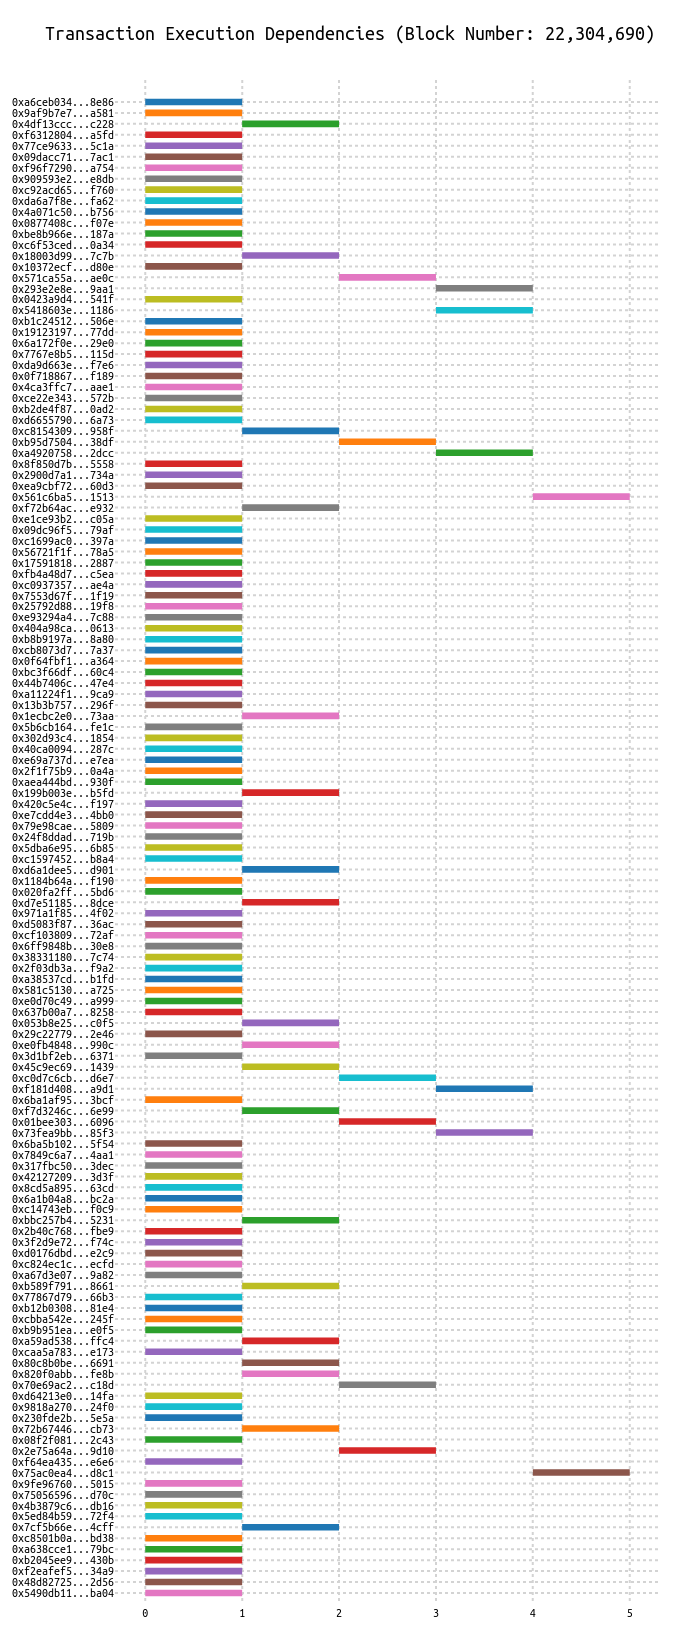 Transaction Execution Dependencies (Block Number: 22,304,690)
0xa6ceb034...8e86
0x9af9b7e7...a581
0x4df13ccc...c228
0xf6312804...a5fd
0x77ce9633...5c1a
0x09dacc71...7ac1
0xf96f7290...a754
0x909593e2...e8db
0xc92acd65...f760
0xda6a7f8e...fa62
0x4a071c50...b756
0x0877408c...f07e
0xbe8b966e...187a
0xc6f53ced...0a34
0x18003d99...7c7b
0x10372ecf...d80e
0x571ca55a...ae0c
0x293e2e8e...9aa1
0x0423a9d4...541f
0x5418603e...1186
0xb1c24512...506e
0x19123197...77dd
0x6a172f0e...29e0
0x7767e8b5...115d
0xda9d663e...f7e6
0x0f718867...f189
0x4ca3ffc7...aae1
0xce22e343...572b
0xb2de4f87...0ad2
0xd6655790...6a73
0xc8154309...958f
0xb95d7504...38df
0xa4920758...2dcc
0x8f850d7b...5558
0x2900d7a1...734a
0xea9cbf72...60d3
0x561c6ba5...1513
0xf72b64ac...e932
0xe1ce93b2...c05a
0x09dc96f5...79af
0xc1699ac0...397a
0x56721f1f...78a5
0x17591818...2887
0xfb4a48d7...c5ea
0xc0937357...ae4a
0x7553d67f...1f19
0x25792d88...19f8
0xe93294a4...7c88
0x404a98ca...0613
0xb8b9197a...8a80
0xcb8073d7...7a37
0x0f64fbf1...a364
0xbc3f66df...60c4
0x44b7406c...47e4
0xa11224f1...9ca9
0x13b3b757...296f
0x1ecbc2e0...73aa
0x5b6cb164...fe1c
0x302d93c4...1854
0x40ca0094...287c
0xe69a737d...e7ea
0x2f1f75b9...0a4a
0xaea444bd...930f
0x199b003e...b5fd
0x420c5e4c...f197
0xe7cdd4e3...4bb0
0x79e98cae...5809
0x24f8ddad...719b
0x5dba6e95...6b85
0xc1597452...b8a4
0xd6a1dee5...d901
0x1184b64a...f190
0x020fa2ff...5bd6
0xd7e51185...8dce
0x971a1f85...4f02
0xd5083f87...36ac
0xcf103809...72af
0x6ff9848b...30e8
0x38331180...7c74
0x2f03db3a...f9a2
0xa38537cd...b1fd
0x581c5130...a725
0xe0d70c49...a999
0x637b00a7...8258
0x053b8e25...c0f5
0x29c22779...2e46
0xe0fb4848...990c
0x3d1bf2eb...6371
0x45c9ec69...1439
0xc0d7c6cb...d6e7
0xf181d408...a9d1
0x6ba1af95...3bcf
0xf7d3246c...6e99
0x01bee303...6096
0x73fea9bb...85f3
0x6ba5b102...5f54
0x7849c6a7...4aa1
0x317fbc50...3dec
0x42127209...3d3f
0x8cd5a895...63cd
0x6a1b04a8...bc2a
0xc14743eb...f0c9
0xbbc257b4...5231
0x2b40c768...fbe9
0x3f2d9e72...f74c
0xd0176dbd...e2c9
0xc824ec1c...ecfd
0xa67d3e07...9a82
0xb589f791...8661
0x77867d79...66b3
0xb12b0308...81e4
0xcbba542e...245f
0xb9b951ea...e0f5
0xa59ad538...ffc4
0xcaa5a783...e173
0x80c8b0be...6691
0x820f0abb...fe8b
0x70e69ac2...c18d
0xd64213e0...14fa
0x9818a270...24f0
0x230fde2b...5e5a
0x72b67446...cb73
0x08f2f081...2c43
0x2e75a64a...9d10
0xf64ea435...e6e6
0x75ac0ea4...d8c1
0x9fe96760...5015
0x75056596...d70c
0x4b3879c6...db16
0x5ed84b59...72f4
0x7cf5b66e...4cff
0xc8501b0a...bd38
0xa638cce1...79bc
0xb2045ee9...430b
0xf2eafef5...34a9
0x48d82725...2d56
0x5490db11...ba04
0 1 2 3 4 5